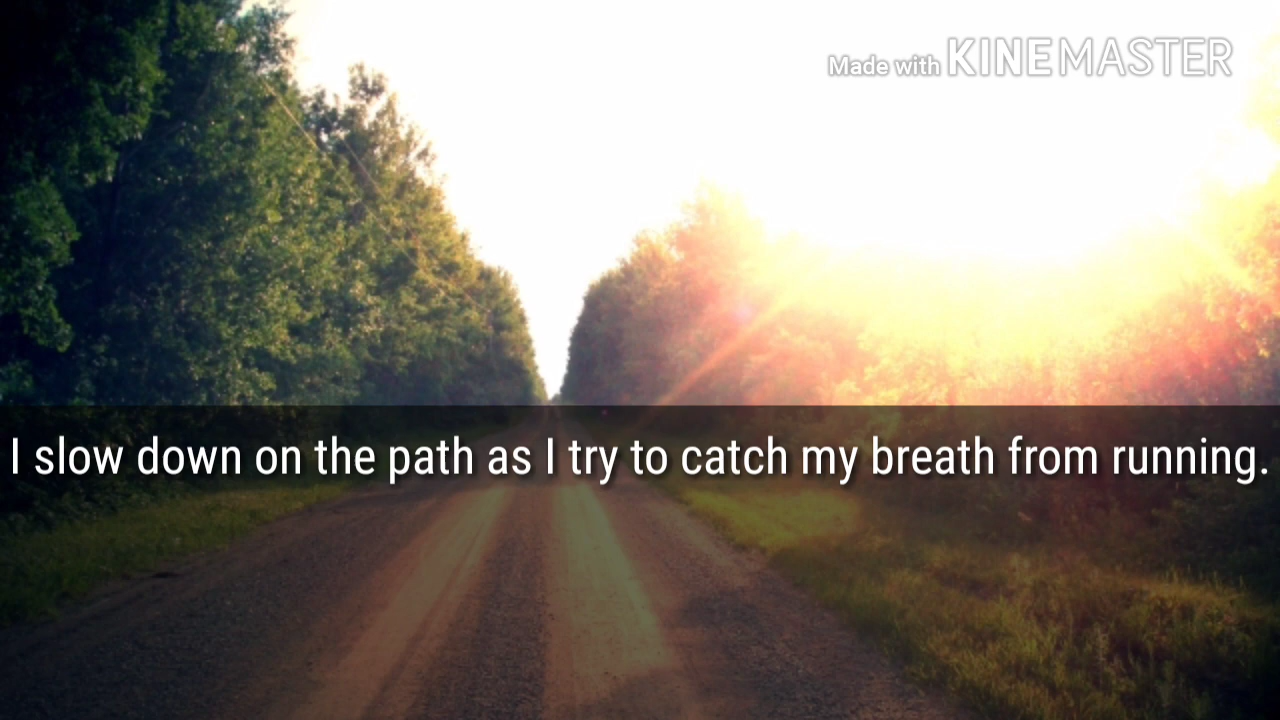 Made with KINEMASTER
I slow down on the path as I try to catch my breath from running.